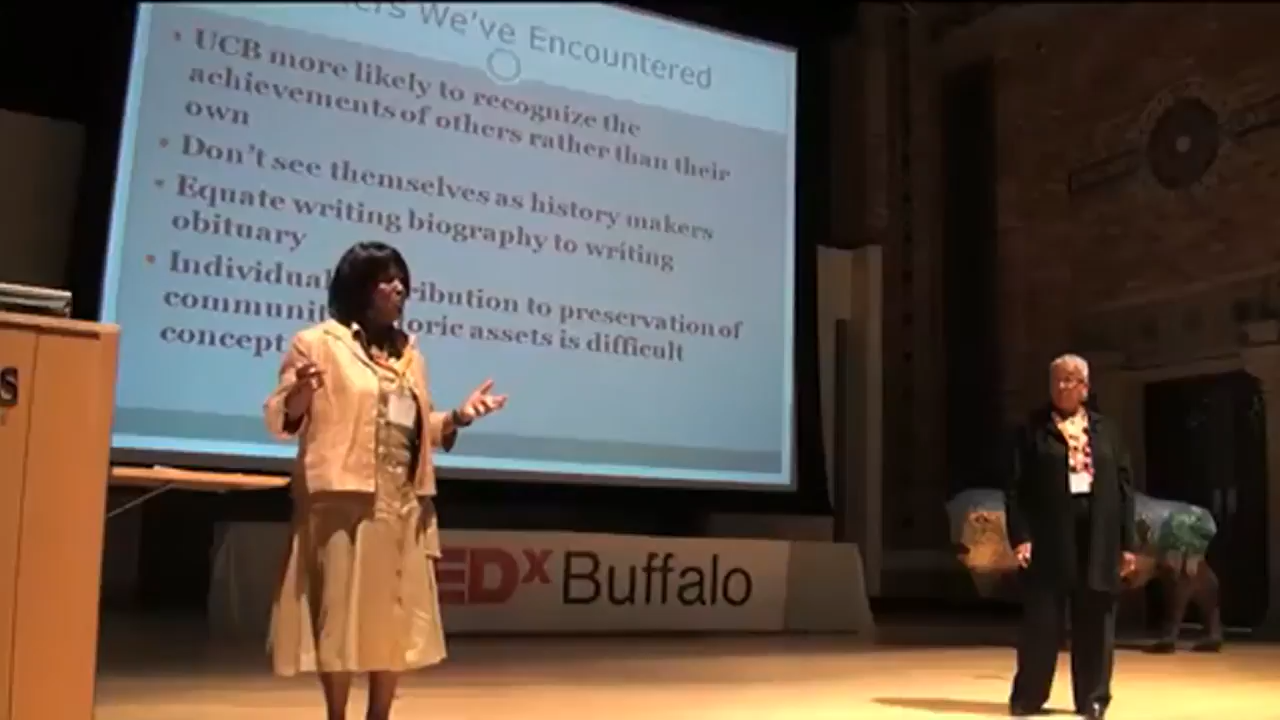 We've Encountered
UCB more likely to recognize the
achievements of others rather than their
own
Don't see themselves as history makers
Equate writing biography to writing
obituary
Individual ribution to preservation of
communit oric assets is difficult
concept
EDx Buffalo
S